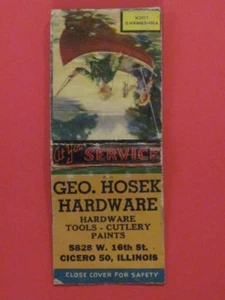 At Your SERVICE
GEO. HOSEK
HARDWARE
HARDWARE
TOOLS - CUTLERY
PAINTS
5828 W. 16th St.
CICERO 50, ILLINOIS
CLOSE COVER FOR SAFETY